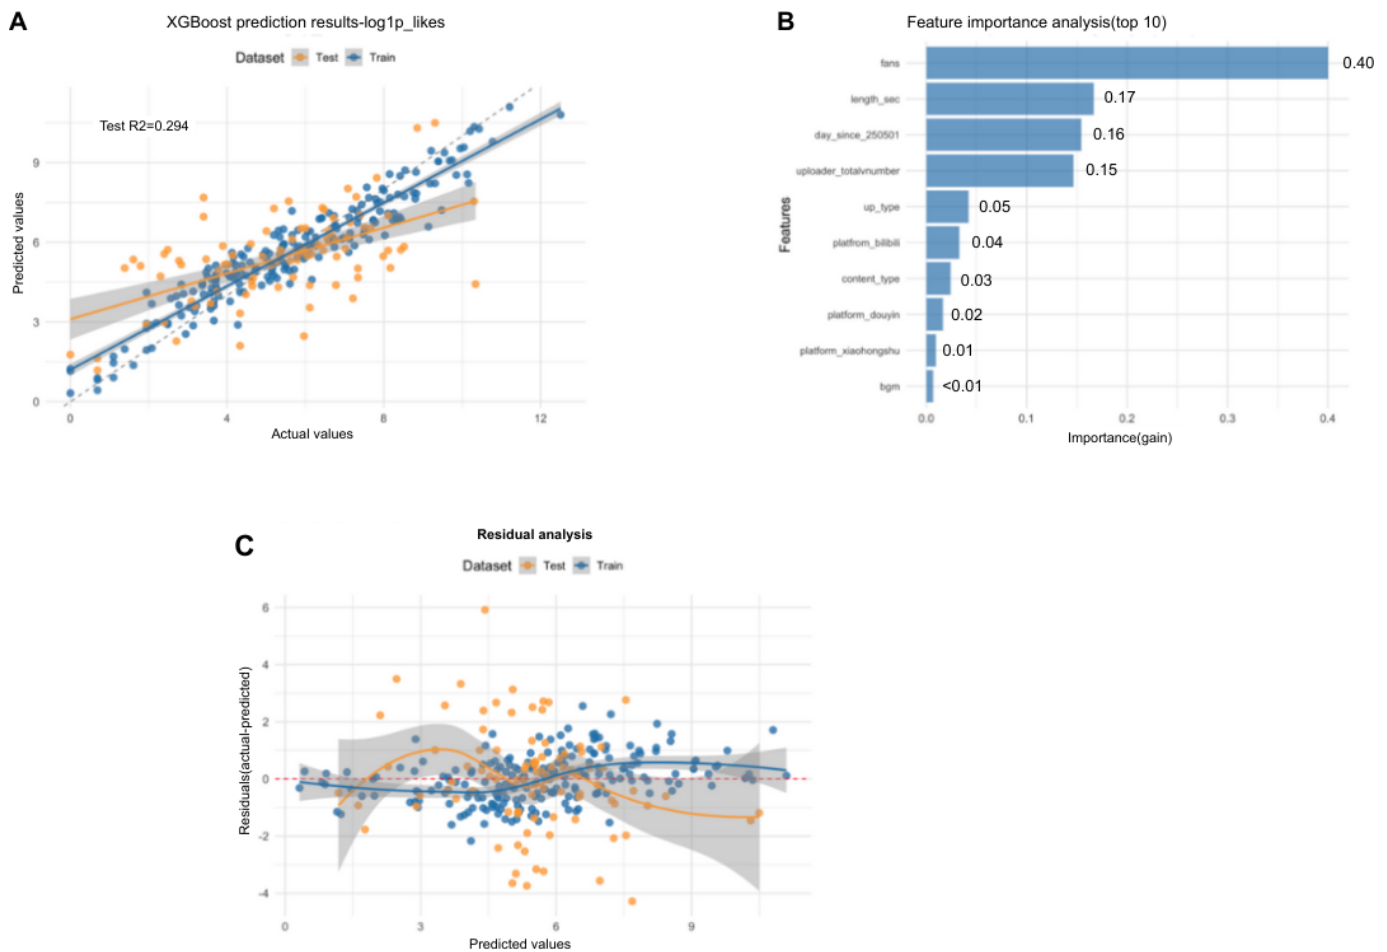 A
XGBoost prediction results-log1p_likes
Dataset Test Train
Test R2=0.294
Predicted values
9
6
3
0
0 4 8 12
Actual values
B
Feature importance analysis(top 10)
Features
fans 0.40
length_sec 0.17
day_since_250501 0.16
uploader_totalvnumber 0.15
up_type 0.05
platfrom_bilibili 0.04
content_type 0.03
platform_douyin 0.02
platform_xiaohongshu 0.01
bgm <0.01
0.0 0.1 0.2 0.3 0.4
Importance(gain)
C
Residual analysis
Dataset Test Train
Residuals(actual-predicted)
6
4
2
0
-2
-4
0 3 6 9
Predicted values